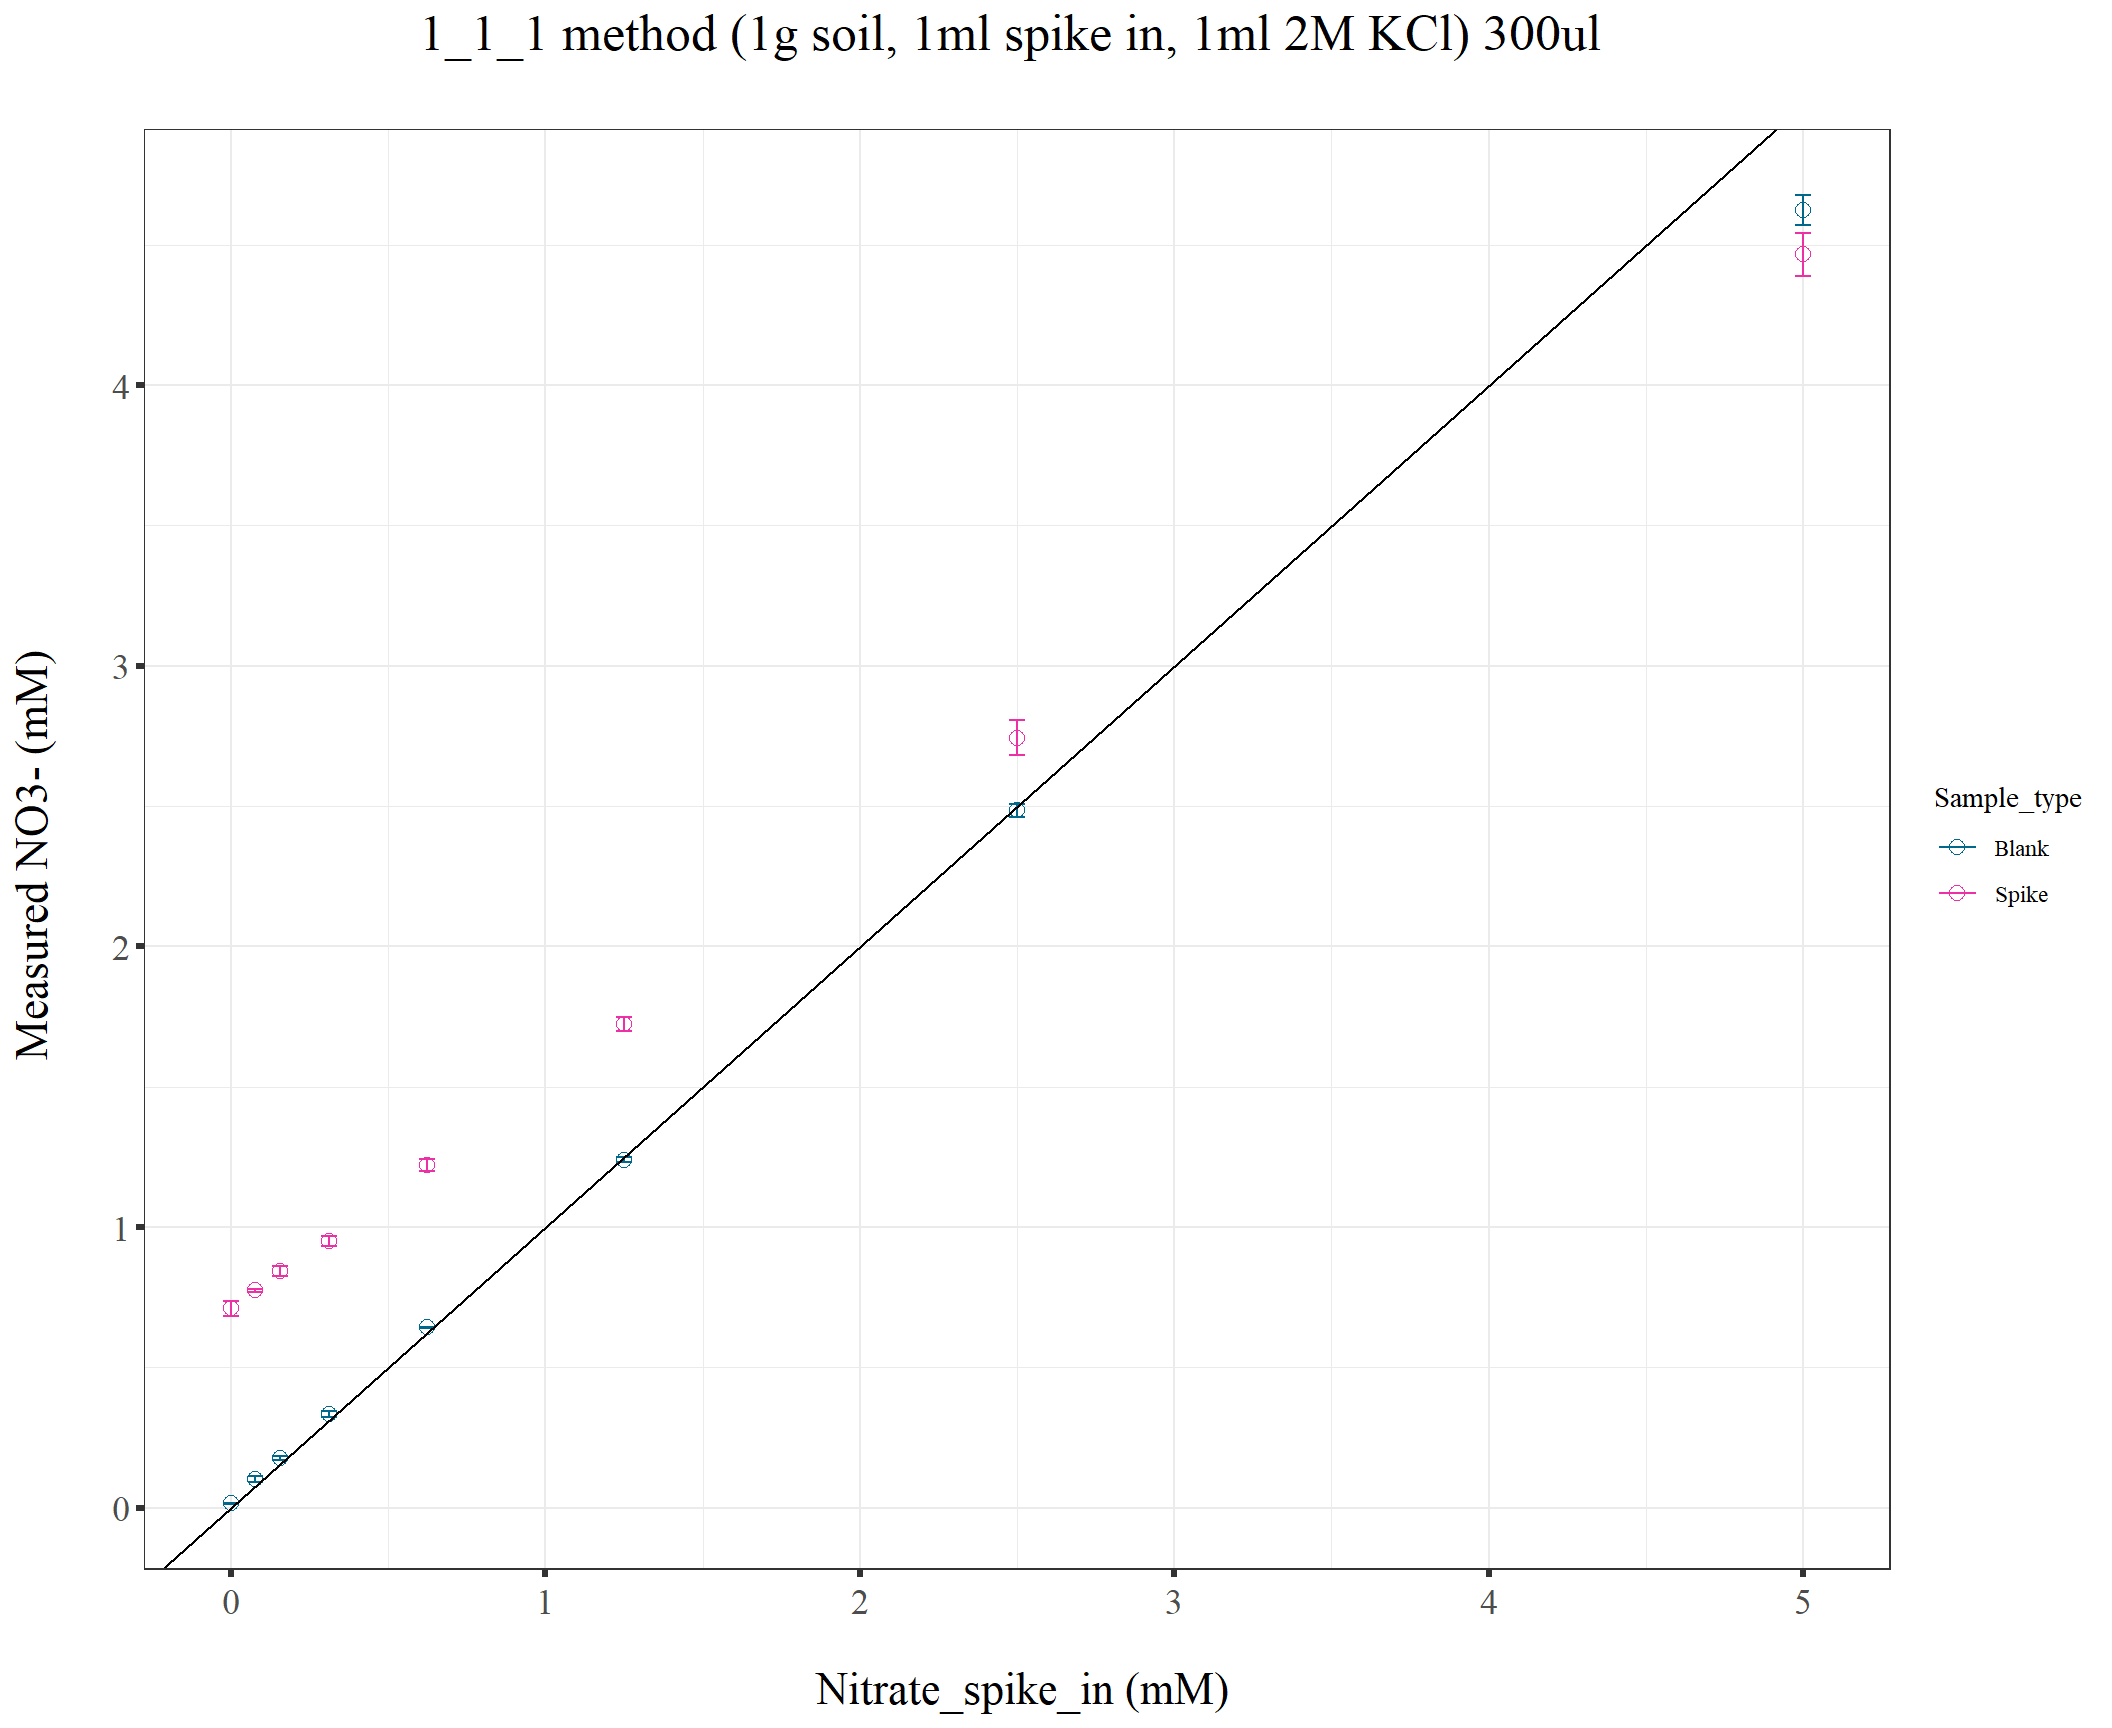 1_1_1 method (1g soil, 1ml spike in, 1ml 2M KCl) 300ul
Measured NO3- (mM)
4
3
2
1
0
0 1 2 3 4 5
Nitrate_spike_in (mM)
Sample_type
Blank
Spike